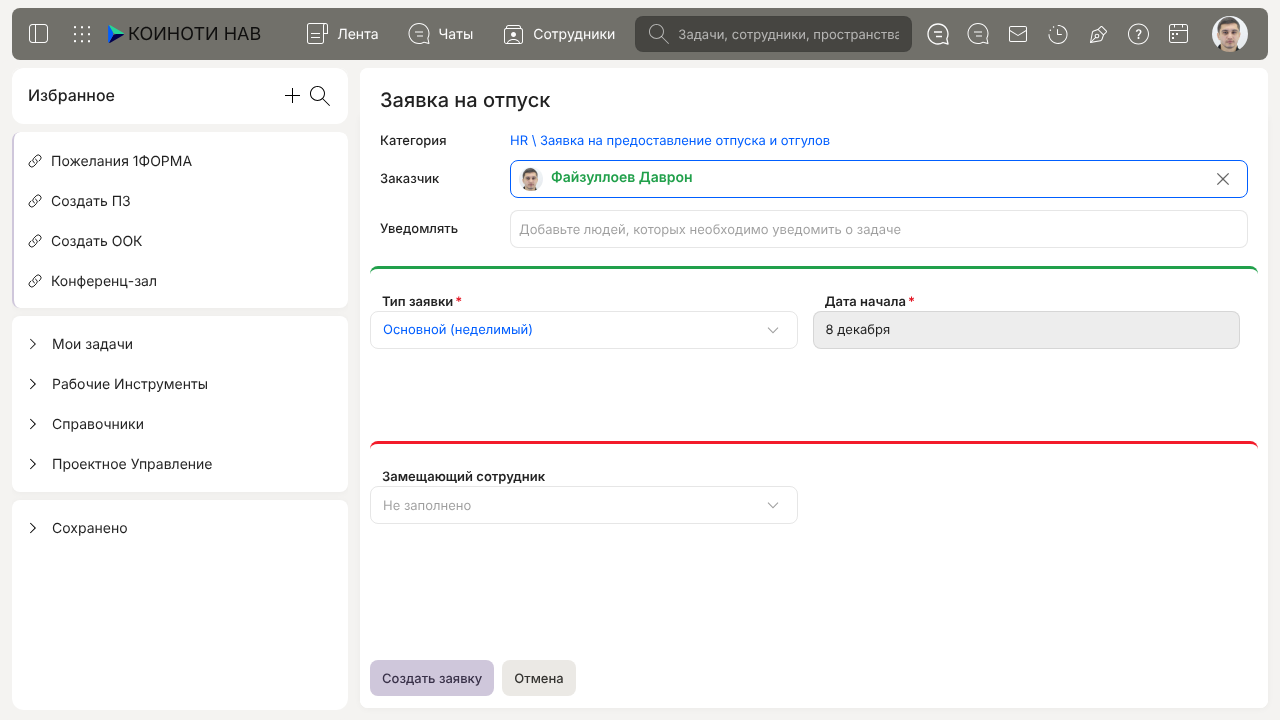 КОИНОТИ НАВ
Лента
Чаты
Сотрудники
Задачи, сотрудники, пространства
Избранное
Пожелания 1ФОРМА
Создать ПЗ
Создать ООК
Конференц-зал
Мои задачи
Рабочие Инструменты
Справочники
Проектное Управление
Сохранено
Заявка на отпуск
Категория
HR \ Заявка на предоставление отпуска и отгулов
Заказчик
Файзуллоев Даврон
Уведомлять
Добавьте людей, которых необходимо уведомить о задаче
Тип заявки *
Дата начала *
Основной (неделимый)
8 декабря
Замещающий сотрудник
Не заполнено
Создать заявку
Отмена